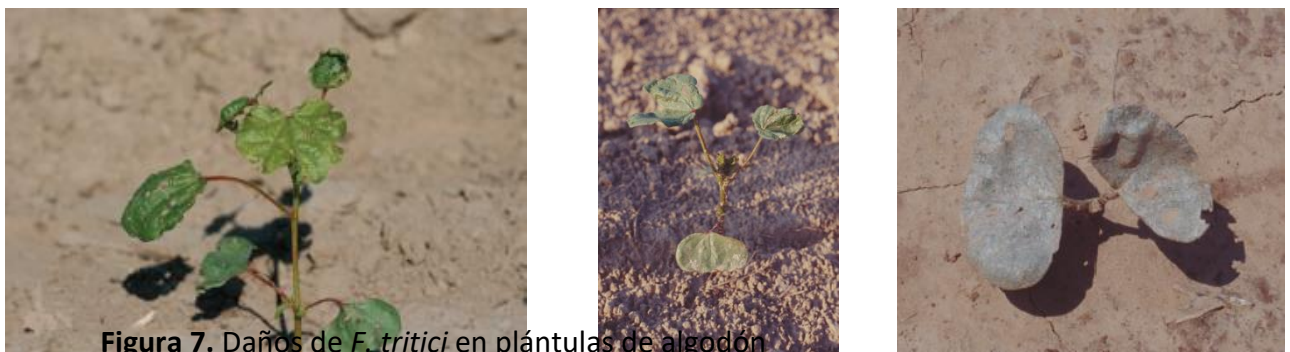 Figura 7. Daños de F. tritici en plántulas de algodón